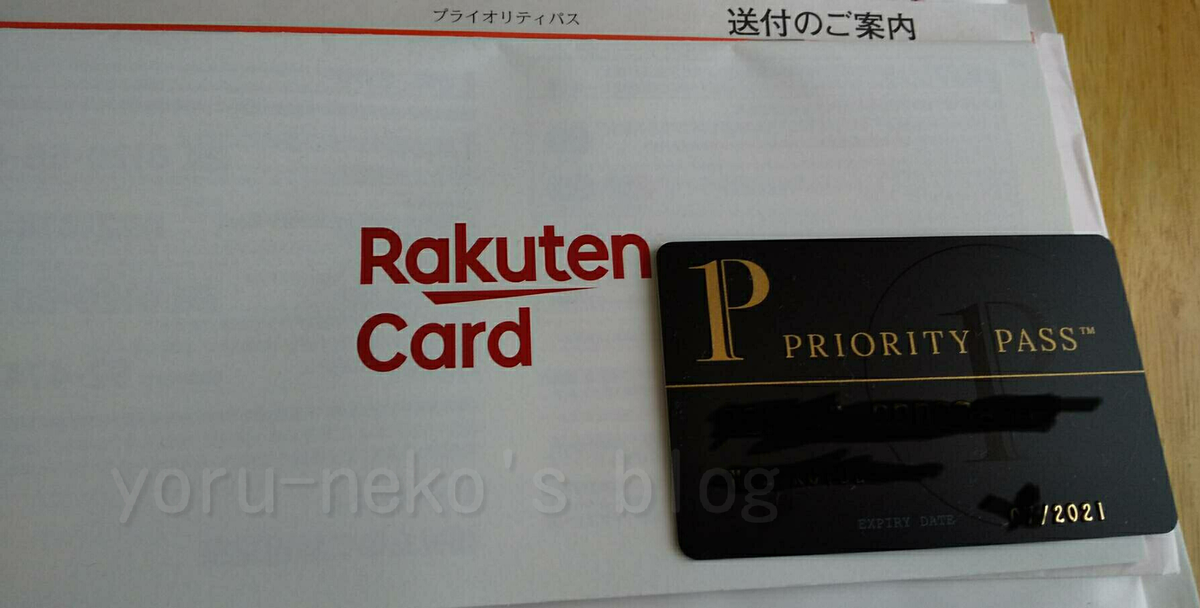 プライオリティパス
送付のご案内
Rakuten
Card
PRIORITY PASS™
EXPIRY DATE
/2021
yoru-neko's blog